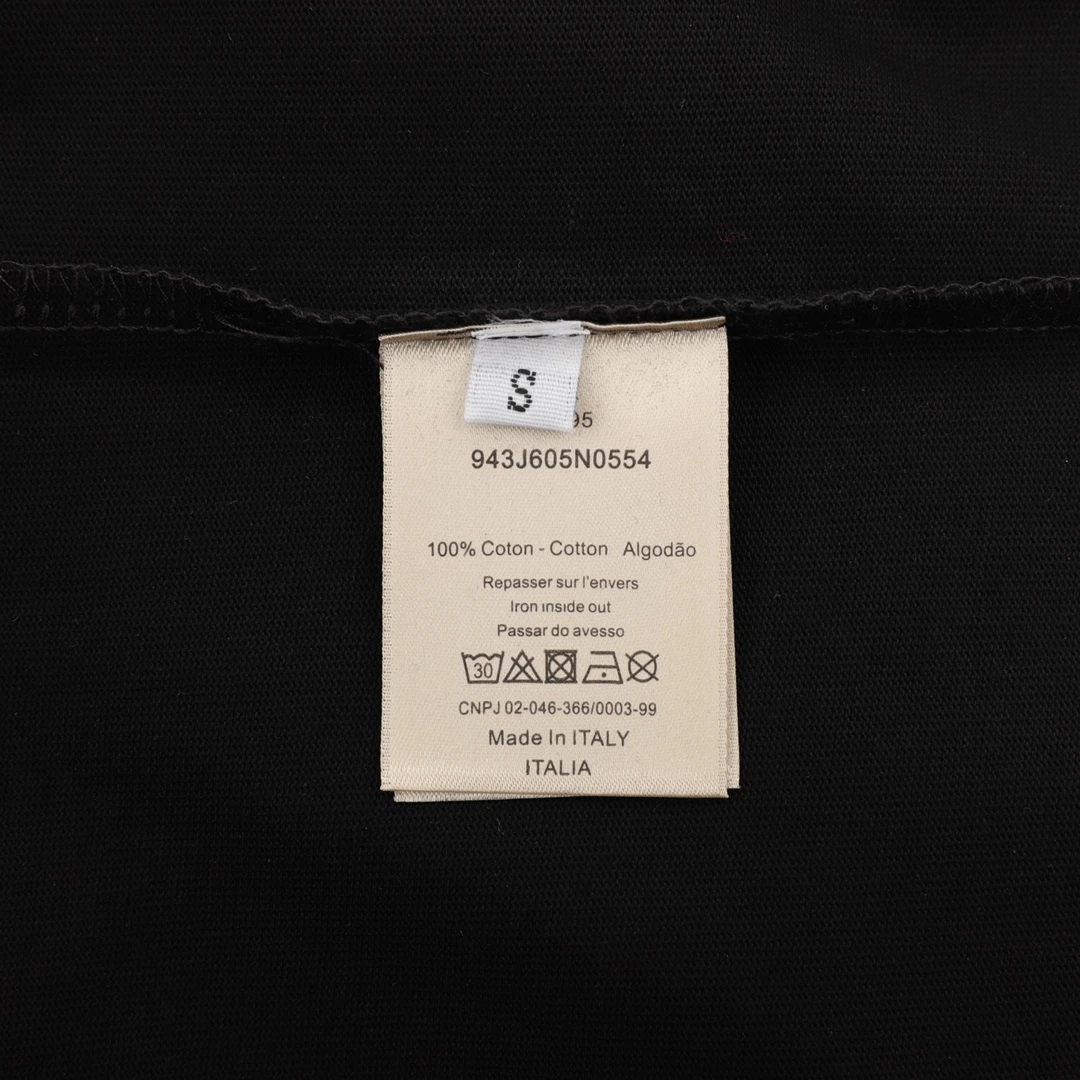 S
95
943J605N0554
100% Coton - Cotton Algodão
Repasser sur l'envers
Iron inside out
Passar do avesso
30
CNPJ 02-046-366/0003-99
Made In ITALY
ITALIA